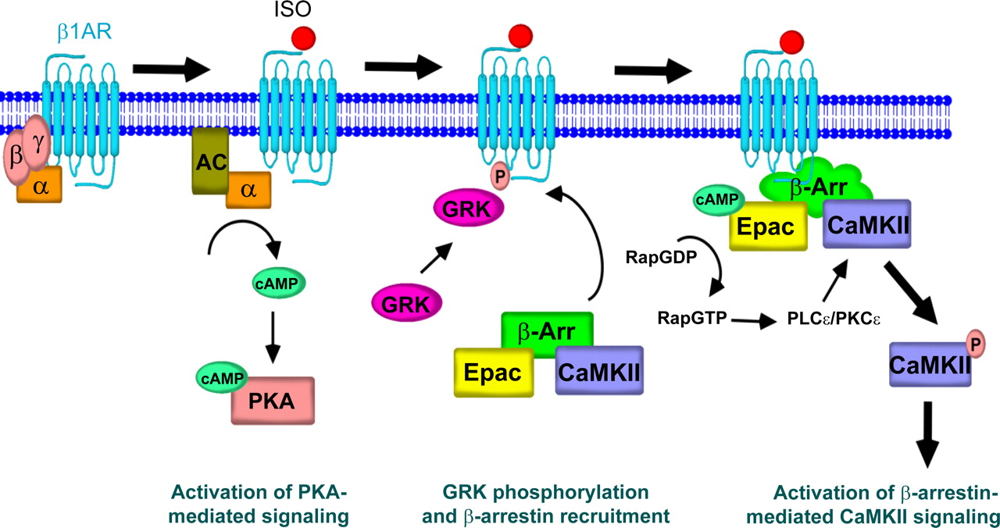 ISO
β1AR
β
γ
α
AC
α
cAMP
cAMP
PKA
P
GRK
GRK
β-Arr
Epac
CaMKII
β-Arr
cAMP
Epac
CaMKII
RapGDP
RapGTP
PLCε/PKCε
P
CaMKII
Activation of PKA-
mediated signaling
GRK phosphorylation
and β-arrestin recruitment
Activation of β-arrestin-
mediated CaMKII signaling